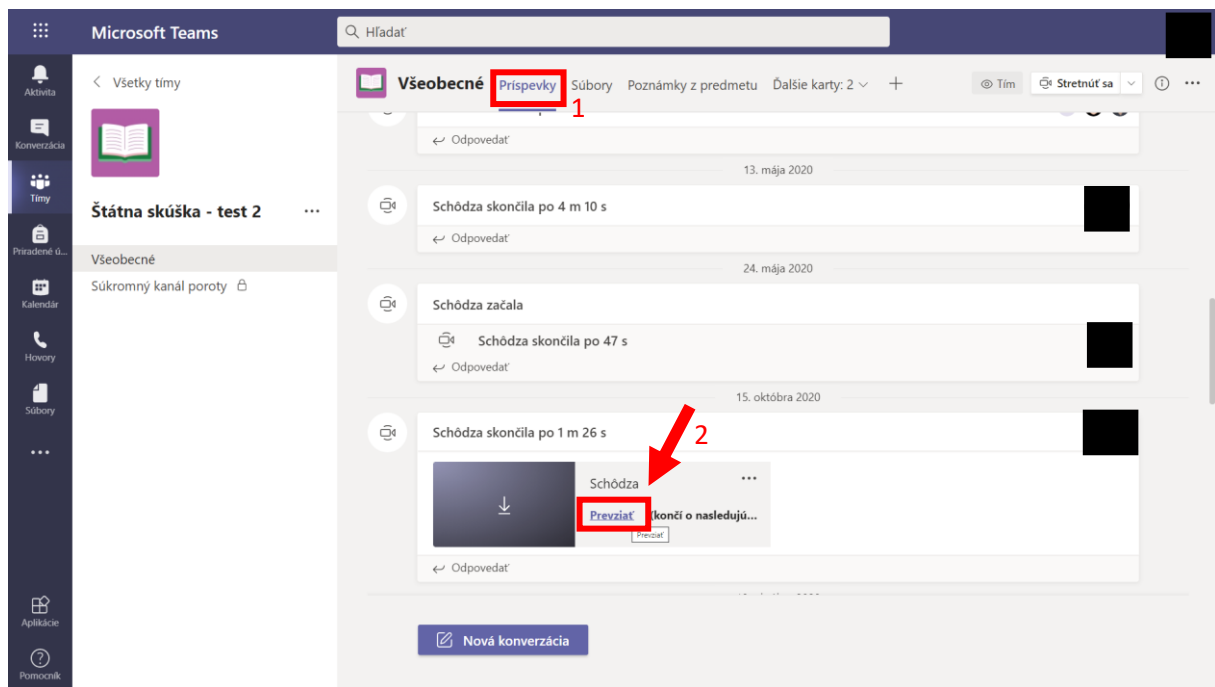 Microsoft Teams
Hľadať
Aktivita
Konverzácia
Tímy
Priradené ú...
Kalendár
Hovory
Súbory
Aplikácie
Pomocník
Všetky tímy
Štátna skúška - test 2
Všeobecné
Súkromný kanál poroty
Všeobecné Príspevky Súbory Poznámky z predmetu Ďalšie karty: 2
1
Tím
Stretnúť sa
Odpovedať
13. mája 2020
Schôdza skončila po 4 m 10 s
Odpovedať
24. mája 2020
Schôdza začala
Schôdza skončila po 47 s
Odpovedať
15. októbra 2020
Schôdza skončila po 1 m 26 s
2
Schôdza
Prevziať (končí o nasledujú...
Prevziať
Odpovedať
Nová konverzácia